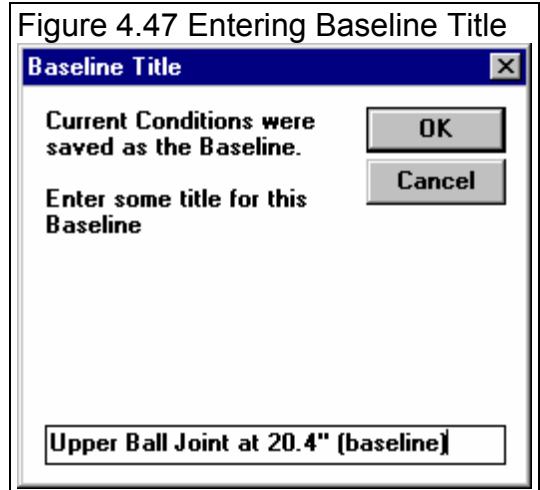 Figure 4.47 Entering Baseline Title
Baseline Title
Current Conditions were
saved as the Baseline.
Enter some title for this
Baseline
OK
Cancel
Upper Ball Joint at 20.4" (baseline)